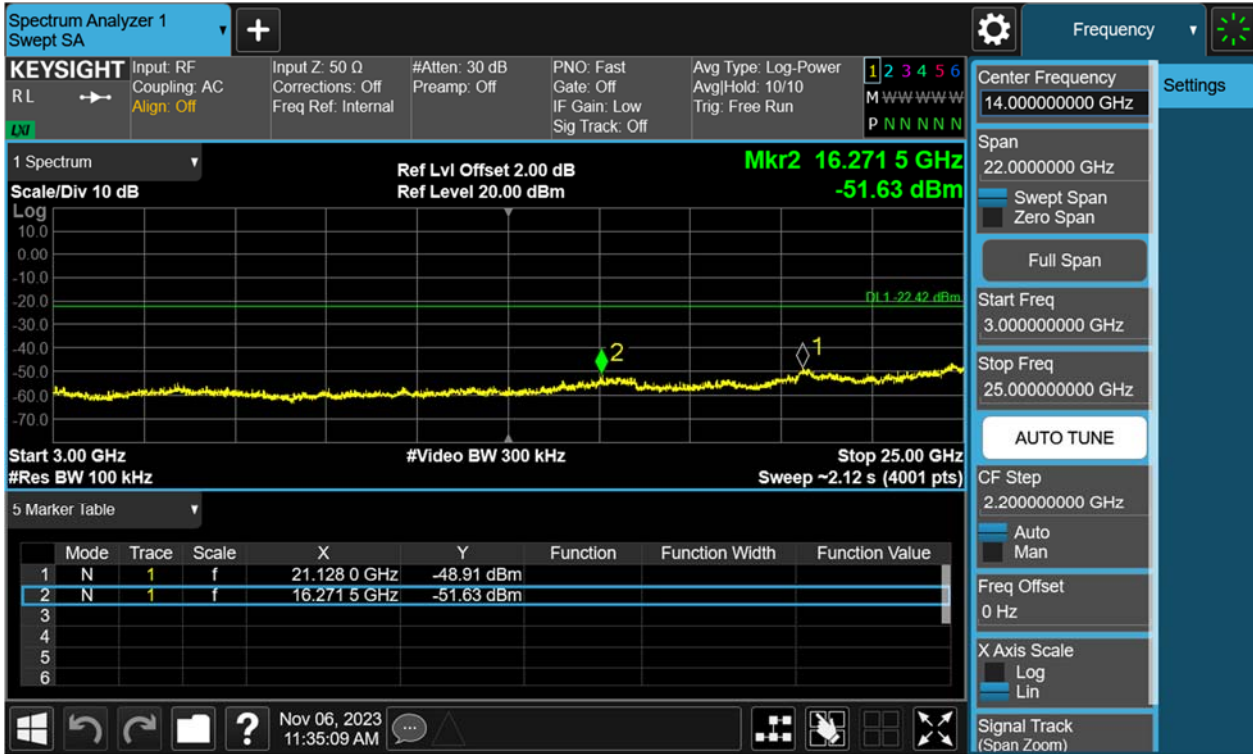 Spectrum Analyzer 1
Swept SA
+
Frequency
KEYSIGHT
RL
LXI
Input: RF
Coupling: AC
Align: Off
Input Z: 50 Ω
Corrections: Off
Freq Ref: Internal
#Atten: 30 dB
Preamp: Off
PNO: Fast
Gate: Off
IF Gain: Low
Sig Track: Off
Avg Type: Log-Power
Avg|Hold: 10/10
Trig: Free Run
1 2 3 4 5 6
M W W W W W
P N N N N N
1 Spectrum
Scale/Div 10 dB
Ref Lvl Offset 2.00 dB
Ref Level 20.00 dBm
Mkr2 16.271 5 GHz
-51.63 dBm
Log
10.0
0.00
-10.0
-20.0
-30.0
-40.0
-50.0
-60.0
-70.0
DL1 -22.42 dBm
2
1
Start 3.00 GHz
#Video BW 300 kHz
Stop 25.00 GHz
#Res BW 100 kHz
Sweep ~2.12 s (4001 pts)
5 Marker Table
Mode Trace Scale X Y Function Function Width Function Value
1 N 1 f 21.128 0 GHz -48.91 dBm
2 N 1 f 16.271 5 GHz -51.63 dBm
3
4
5
6
Nov 06, 2023
11:35:09 AM
?
Center Frequency
14.000000000 GHz
Settings
Span
22.0000000 GHz
Swept Span
Zero Span
Full Span
Start Freq
3.000000000 GHz
Stop Freq
25.000000000 GHz
AUTO TUNE
CF Step
2.200000000 GHz
Auto
Man
Freq Offset
0 Hz
X Axis Scale
Log
Lin
Signal Track
(Span Zoom)